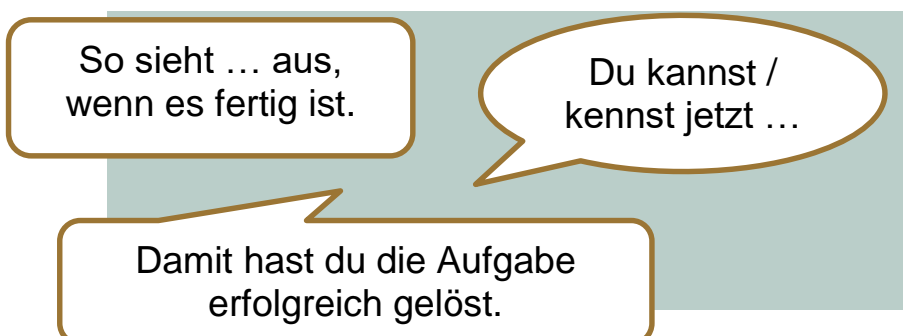 So sieht … aus,
wenn es fertig ist.
Du kannst /
kennst jetzt …
Damit hast du die Aufgabe
erfolgreich gelöst.